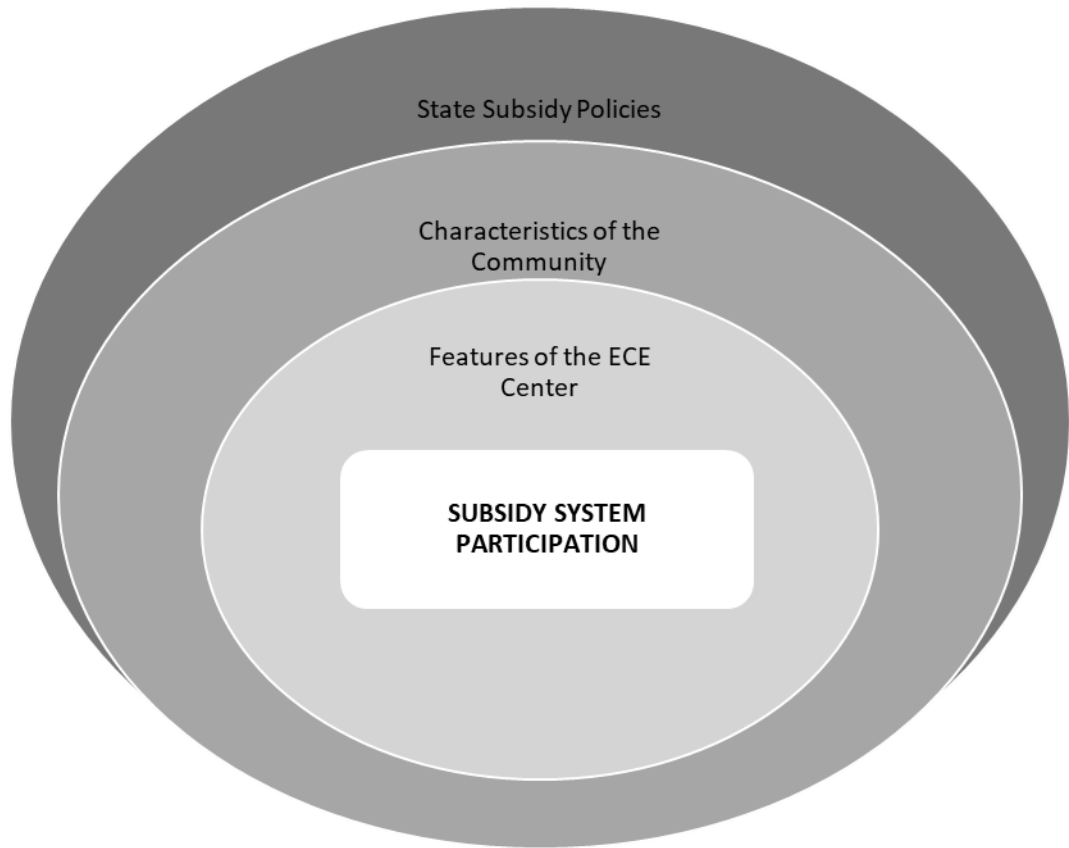 State Subsidy Policies
Characteristics of the
Community
Features of the ECE
Center
SUBSIDY SYSTEM
PARTICIPATION